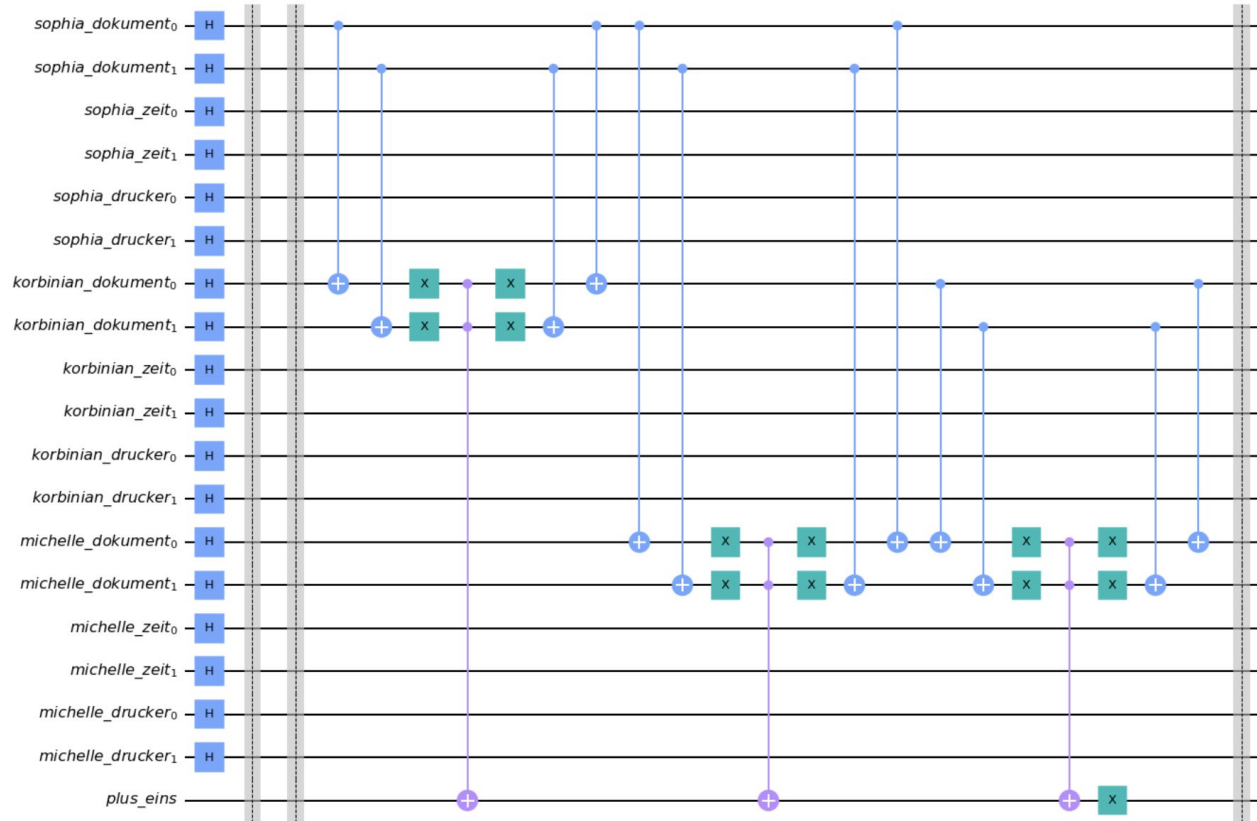 sophia_dokument₀ H
sophia_dokument₁ H
sophia_zeit₀ H
sophia_zeit₁ H
sophia_drucker₀ H
sophia_drucker₁ H
korbinian_dokument₀ H X X
korbinian_dokument₁ H X X
korbinian_zeit₀ H
korbinian_zeit₁ H
korbinian_drucker₀ H
korbinian_drucker₁ H
michelle_dokument₀ H X X X X
michelle_dokument₁ H X X X X
michelle_zeit₀ H
michelle_zeit₁ H
michelle_drucker₀ H
michelle_drucker₁ H
plus_eins X